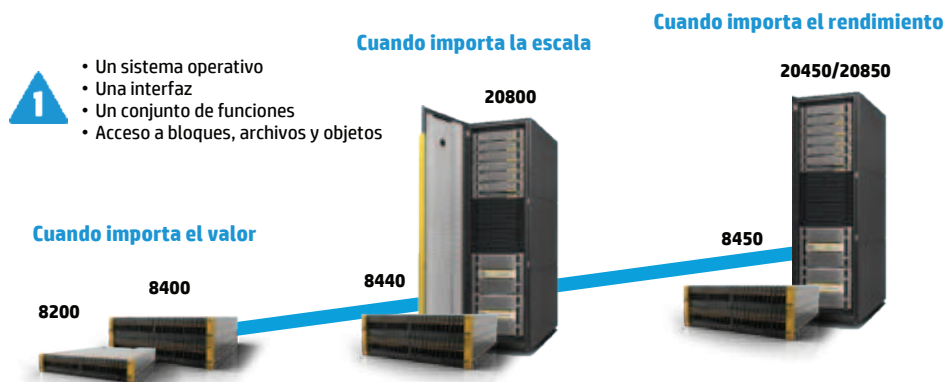 Cuando importa el rendimiento
Cuando importa la escala
1
• Un sistema operativo
• Una interfaz
• Un conjunto de funciones
• Acceso a bloques, archivos y objetos
20450/20850
20800
Cuando importa el valor
8450
8440
8400
8200